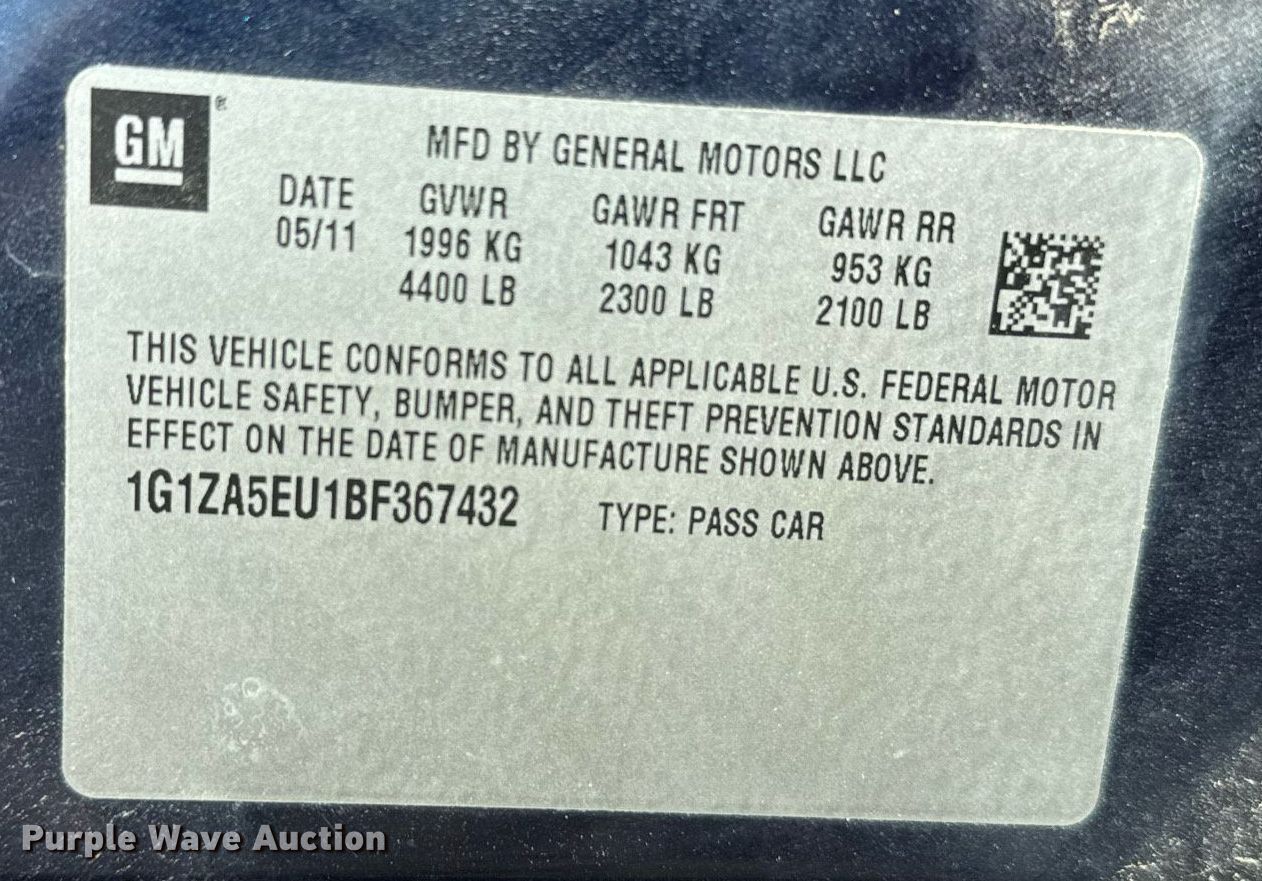 GM
MFD BY GENERAL MOTORS LLC
DATE GVWR GAWR FRT GAWR RR
05/11 1996 KG 1043 KG 953 KG
4400 LB 2300 LB 2100 LB
THIS VEHICLE CONFORMS TO ALL APPLICABLE U.S. FEDERAL MOTOR
VEHICLE SAFETY, BUMPER, AND THEFT PREVENTION STANDARDS IN
EFFECT ON THE DATE OF MANUFACTURE SHOWN ABOVE.
1G1ZA5EU1BF367432 TYPE: PASS CAR
Purple Wave Auction